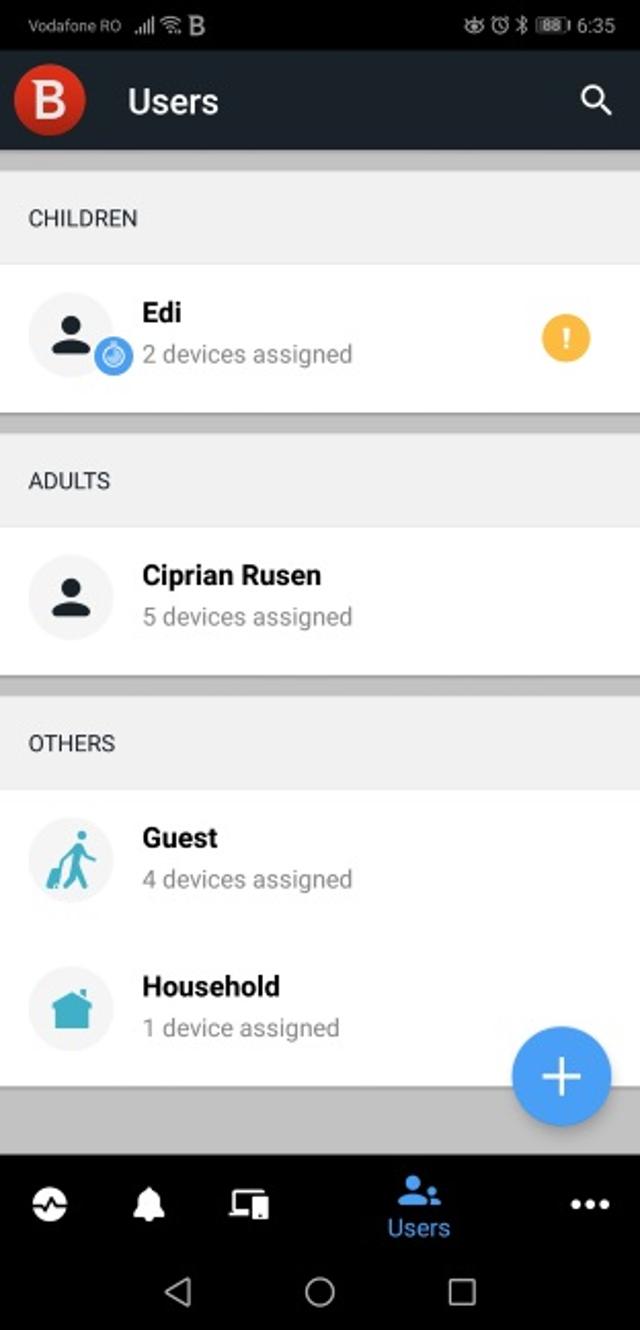 Vodafone RO B 88 6:35
B Users
CHILDREN
Edi
2 devices assigned
!
ADULTS
Ciprian Rusen
5 devices assigned
OTHERS
Guest
4 devices assigned
Household
1 device assigned
Users